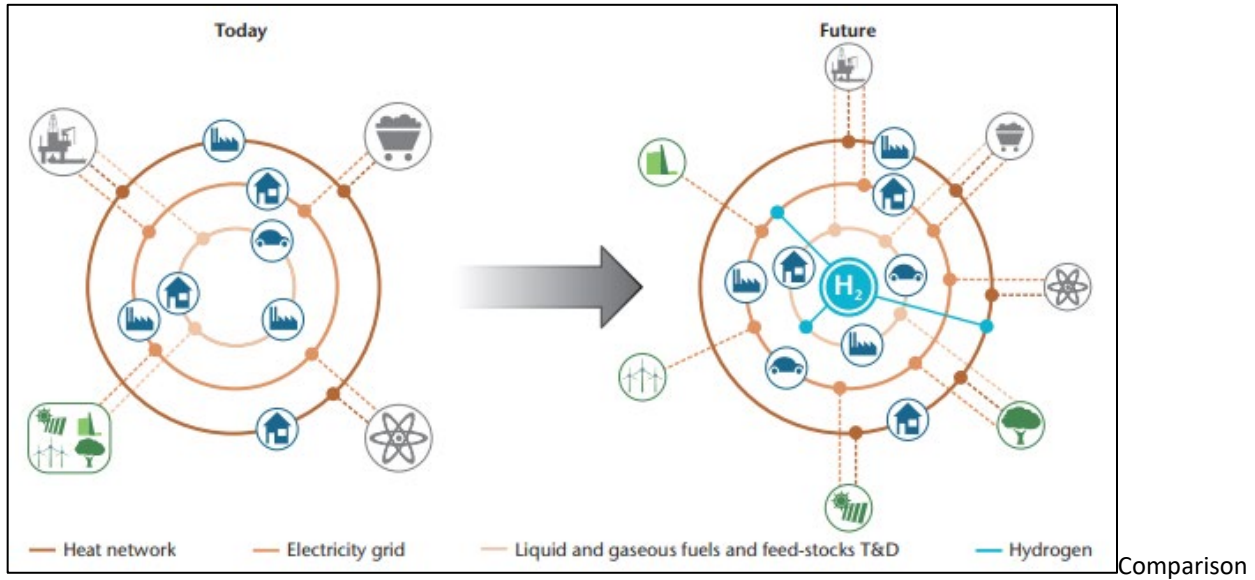 Today
Future
H₂
Heat network
Electricity grid
Liquid and gaseous fuels and feed-stocks T&D
Hydrogen
Comparison